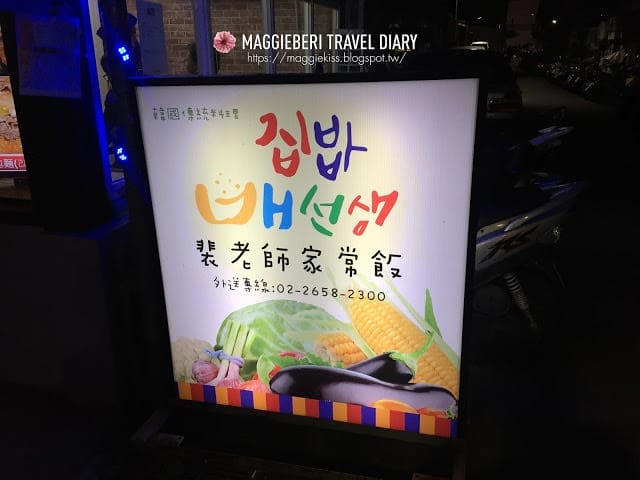 MAGGIEBERI TRAVEL DIARY
https://maggiekiss.blogspot.tw/
韓國傳統料理
집밥
배선생
裴老師家常飯
外送專線:02-2658-2300